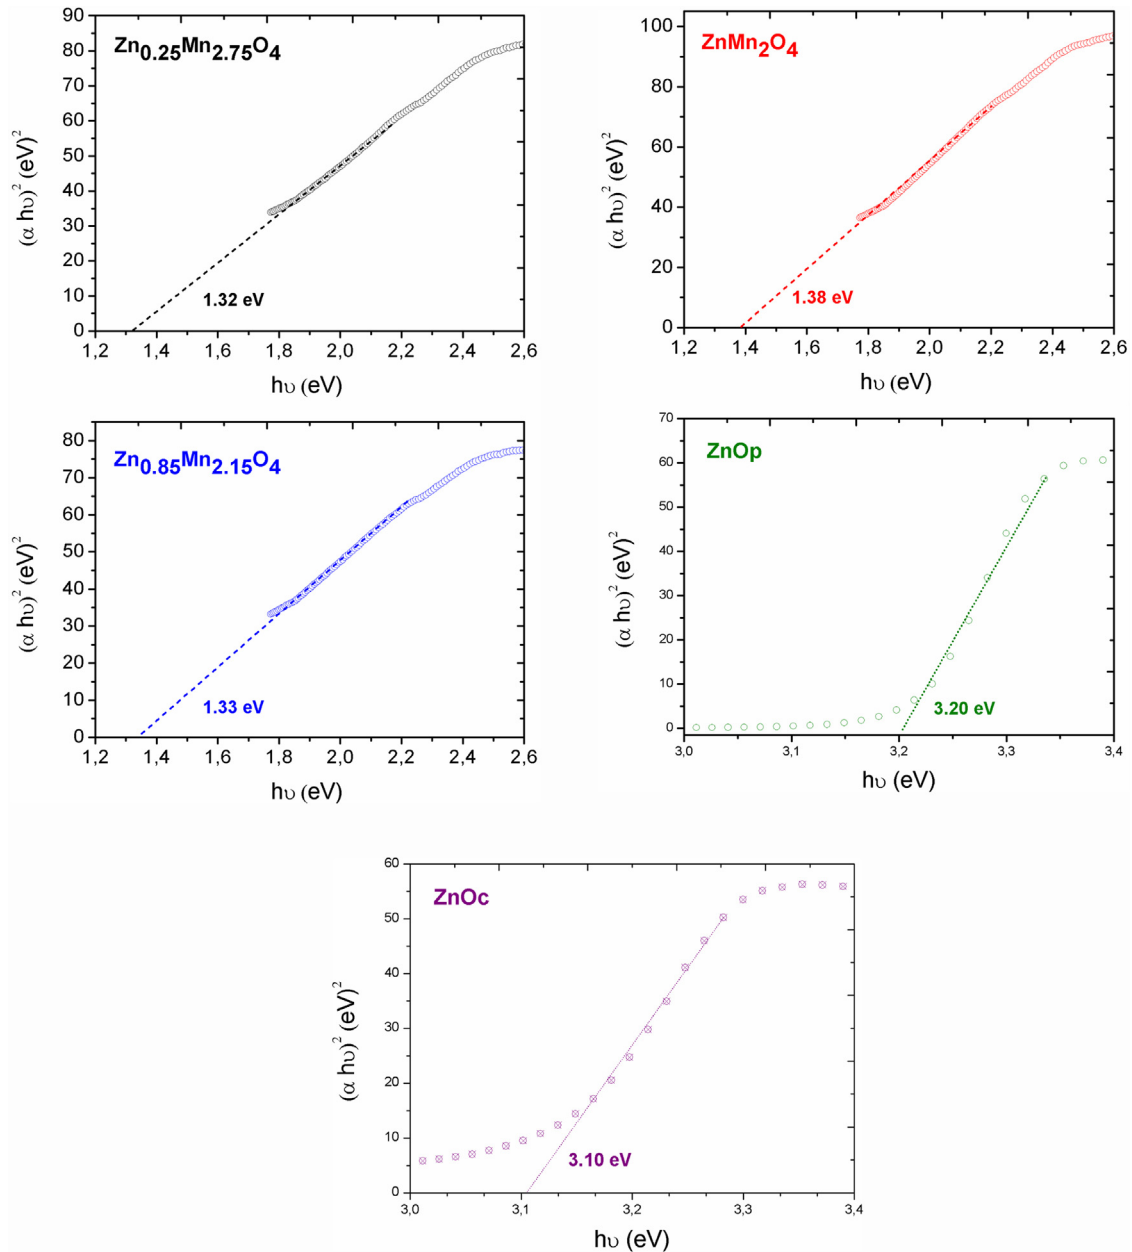 Zn0.25Mn2.75O4
90
80
70
60
50
40
30
20
10
0
(α hυ)2 (eV)2
1.32 eV
1,2 1,4 1,6 1,8 2,0 2,2 2,4 2,6
hυ (eV)
ZnMn2O4
100
80
60
40
20
0
(α hυ)2 (eV)2
1.38 eV
1,2 1,4 1,6 1,8 2,0 2,2 2,4 2,6
hυ (eV)
Zn0.85Mn2.15O4
80
70
60
50
40
30
20
10
0
(α hυ)2 (eV)2
1.33 eV
1,2 1,4 1,6 1,8 2,0 2,2 2,4 2,6
hυ (eV)
ZnOp
70
60
50
40
30
20
10
0
(α hυ)2 (eV)2
3.20 eV
3,0 3,1 3,2 3,3 3,4
hυ (eV)
ZnOc
60
50
40
30
20
10
0
(α hυ)2 (eV)2
3.10 eV
3,0 3,1 3,2 3,3 3,4
hυ (eV)